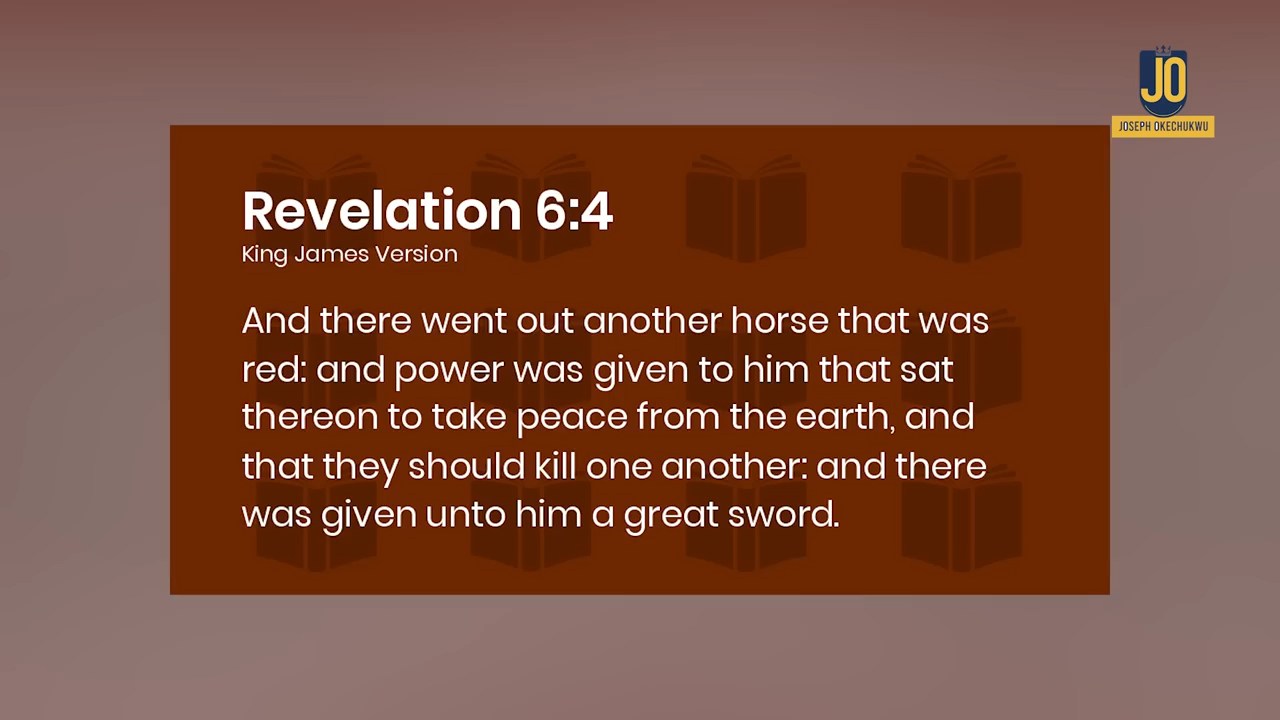 JO
JOSEPH OKECHUKWU
Revelation 6:4
King James Version
And there went out another horse that was
red: and power was given to him that sat
thereon to take peace from the earth, and
that they should kill one another: and there
was given unto him a great sword.